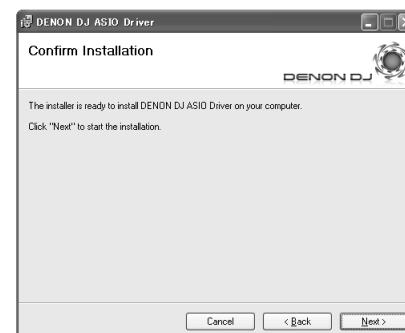 DENON DJ ASIO Driver
Confirm Installation
DENON DJ
The installer is ready to install DENON DJ ASIO Driver on your computer.
Click "Next" to start the installation.
Cancel
< Back
Next >